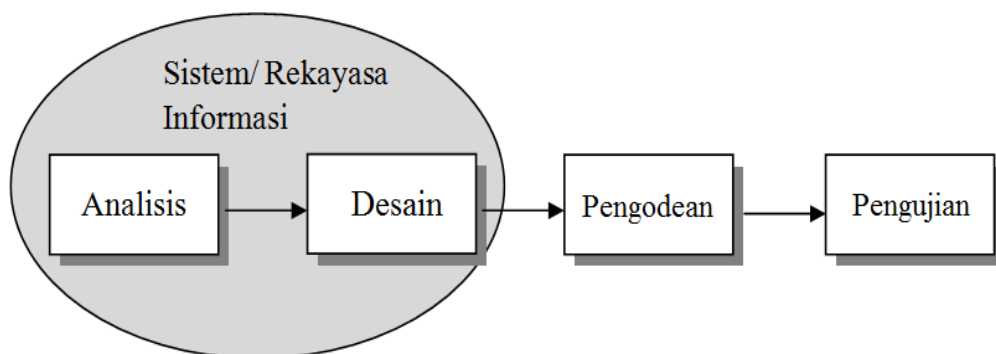 Sistem/ Rekayasa
Informasi
Analisis
Desain
Pengodean
Pengujian